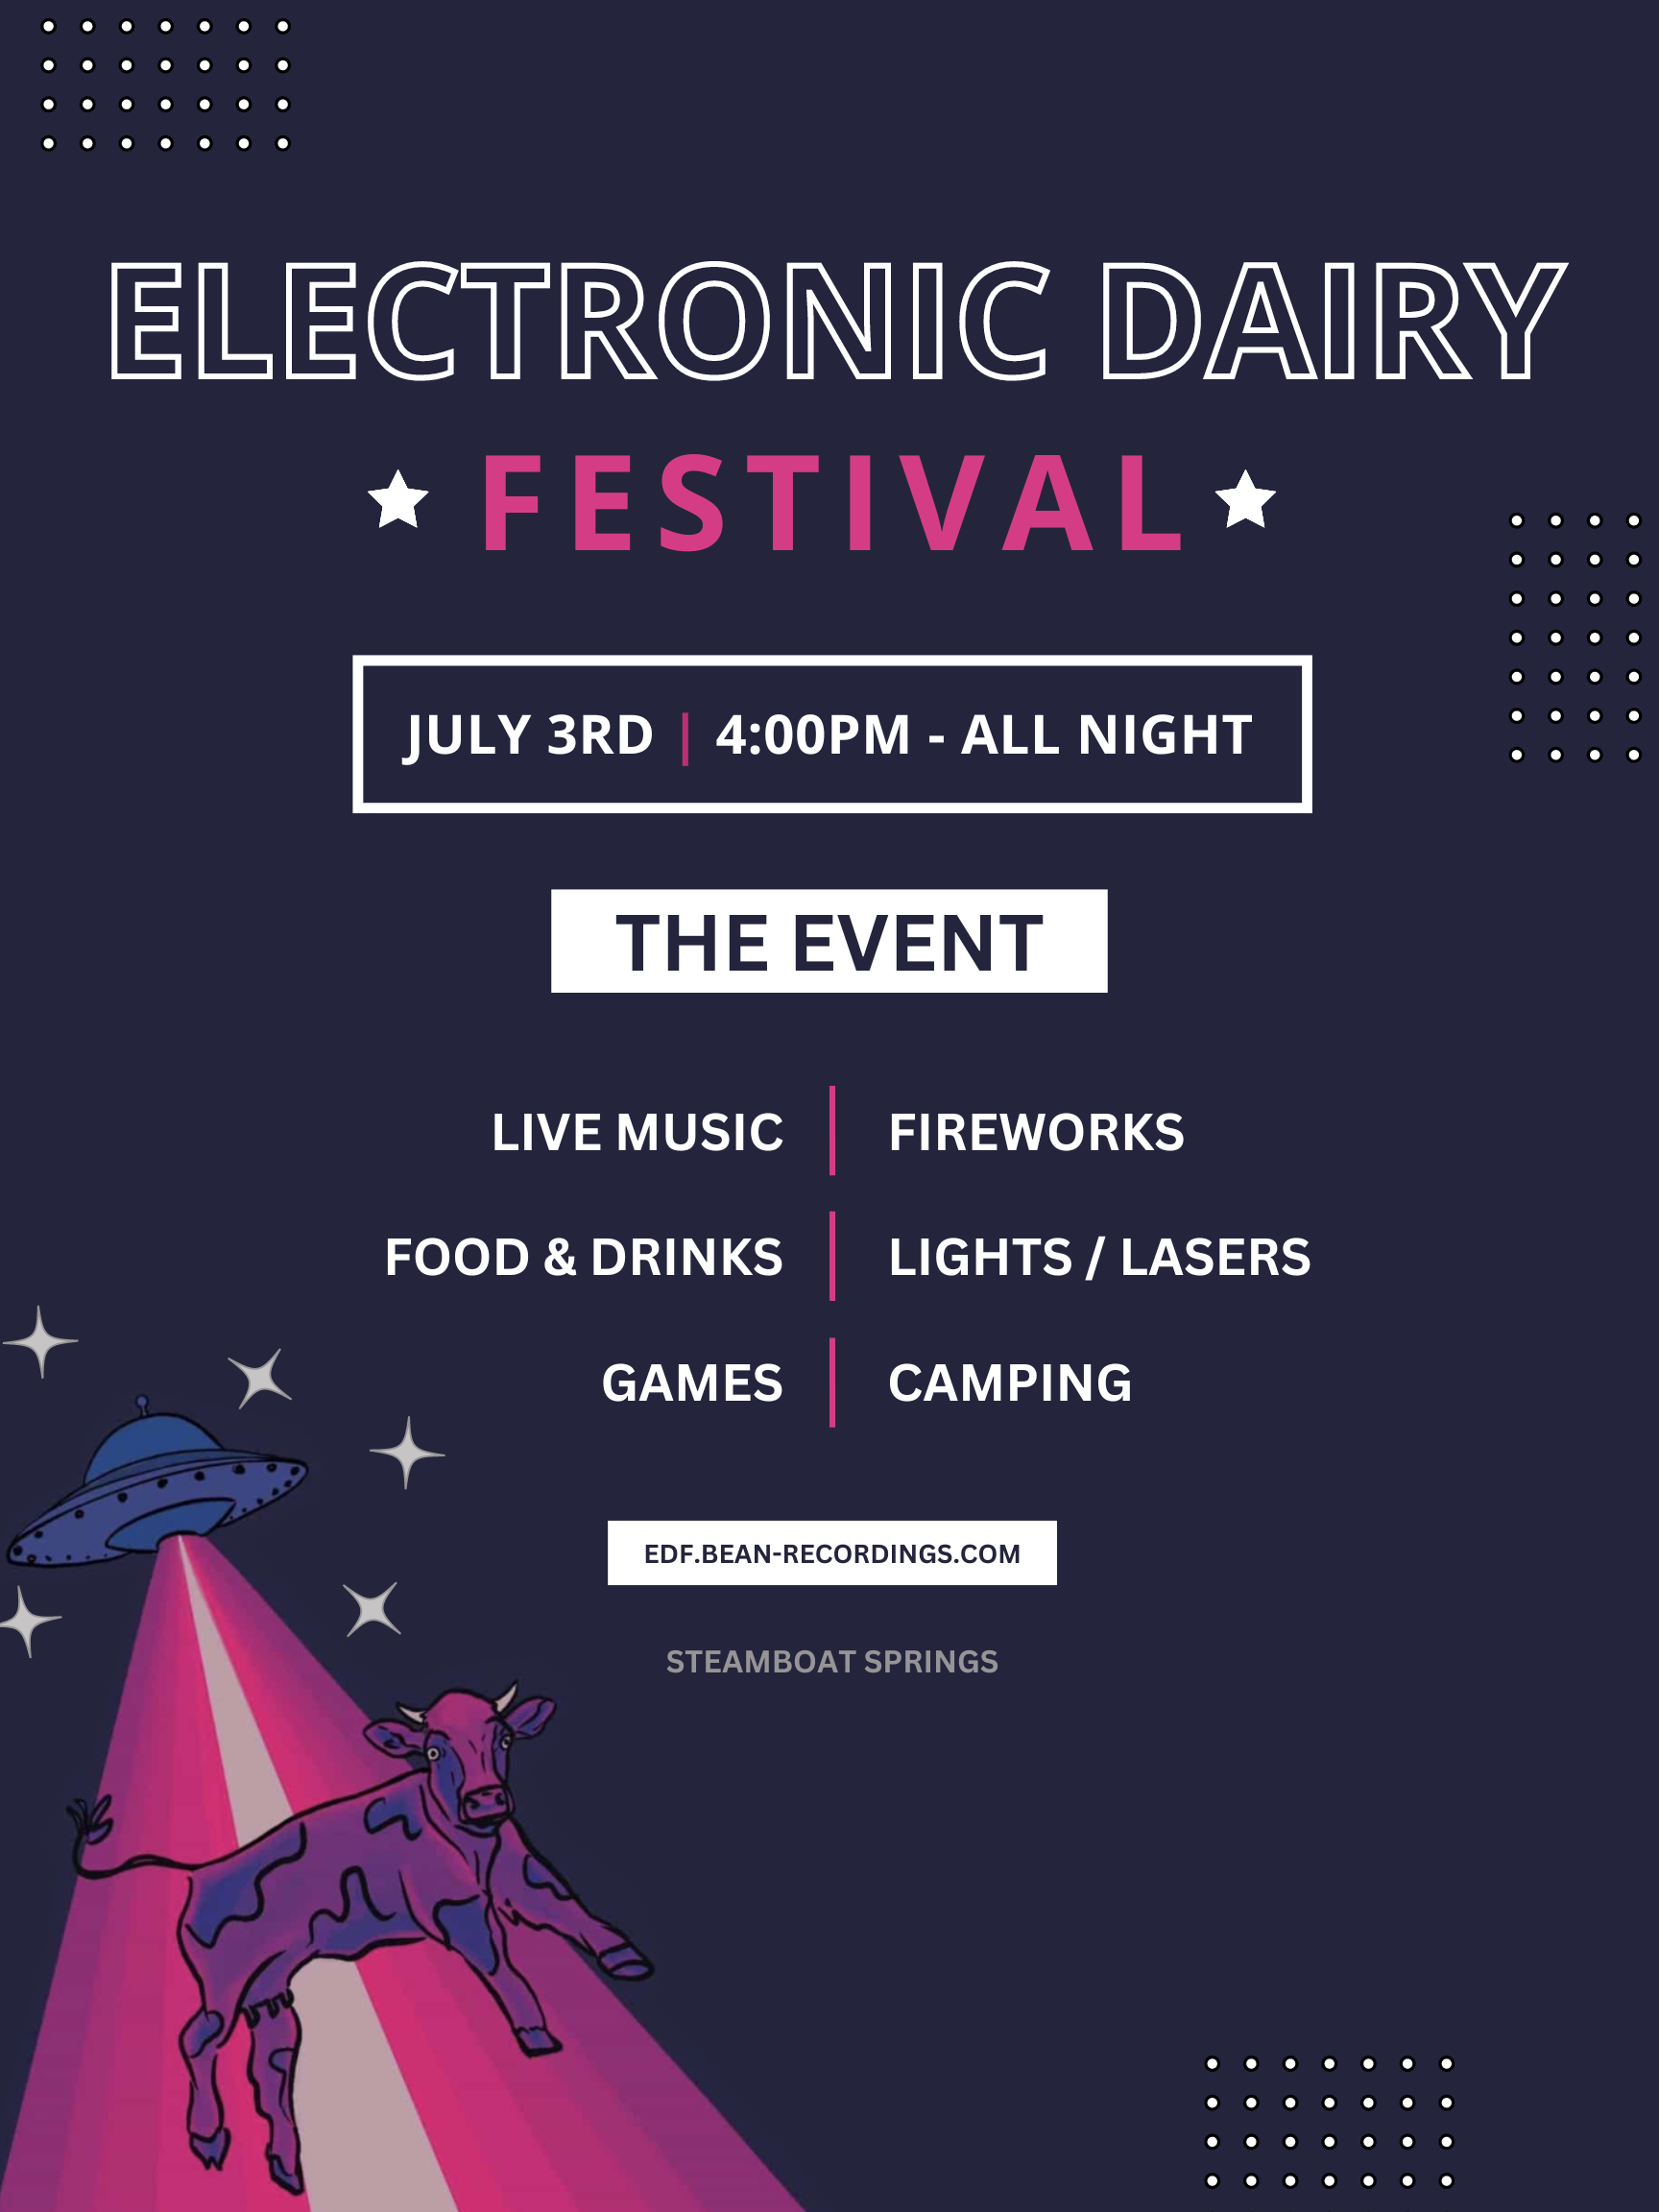 ELECTRONIC DAIRY
FESTIVAL
JULY 3RD | 4:00PM - ALL NIGHT
THE EVENT
LIVE MUSIC | FIREWORKS
FOOD & DRINKS | LIGHTS / LASERS
GAMES | CAMPING
EDF.BEAN-RECORDINGS.COM
STEAMBOAT SPRINGS